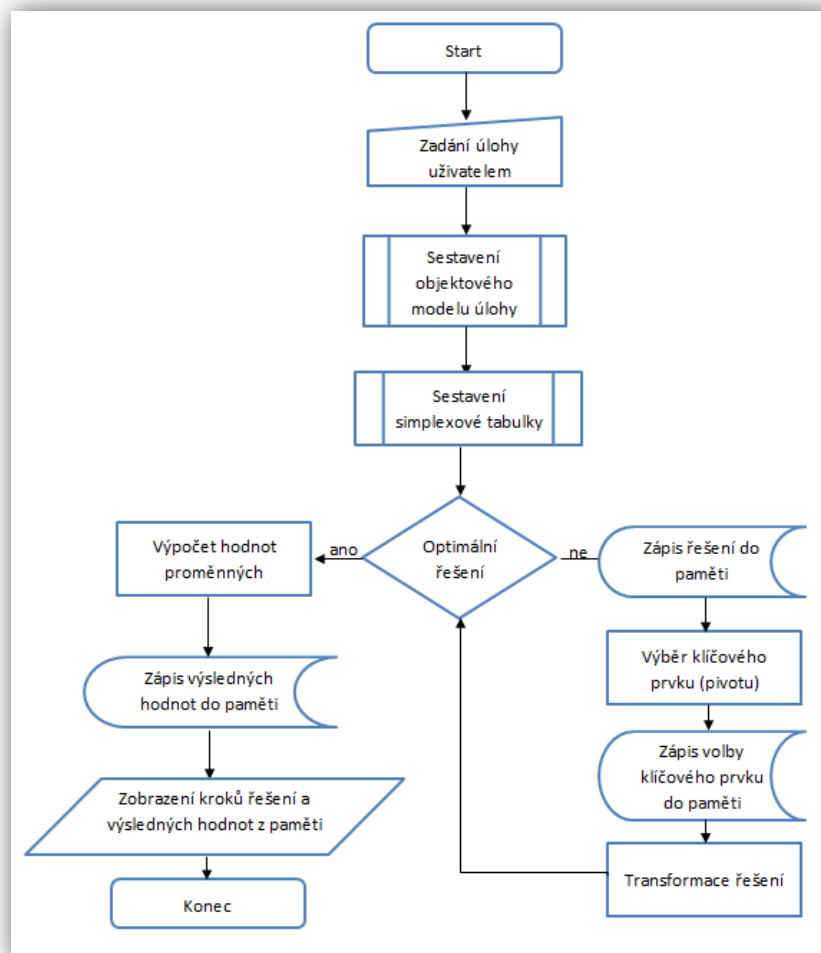 Start
Zadání úlohy
uživatelem
Sestavení
objektového
modelu úlohy
Sestavení
simplexové tabulky
Optimální
řešení
ano
ne
Výpočet hodnot
proměnných
Zápis výsledných
hodnot do paměti
Zobrazení kroků řešení a
výsledných hodnot z paměti
Konec
Zápis řešení do
paměti
Výběr klíčového
prvku (pivotu)
Zápis volby
klíčového prvku
do paměti
Transformace řešení